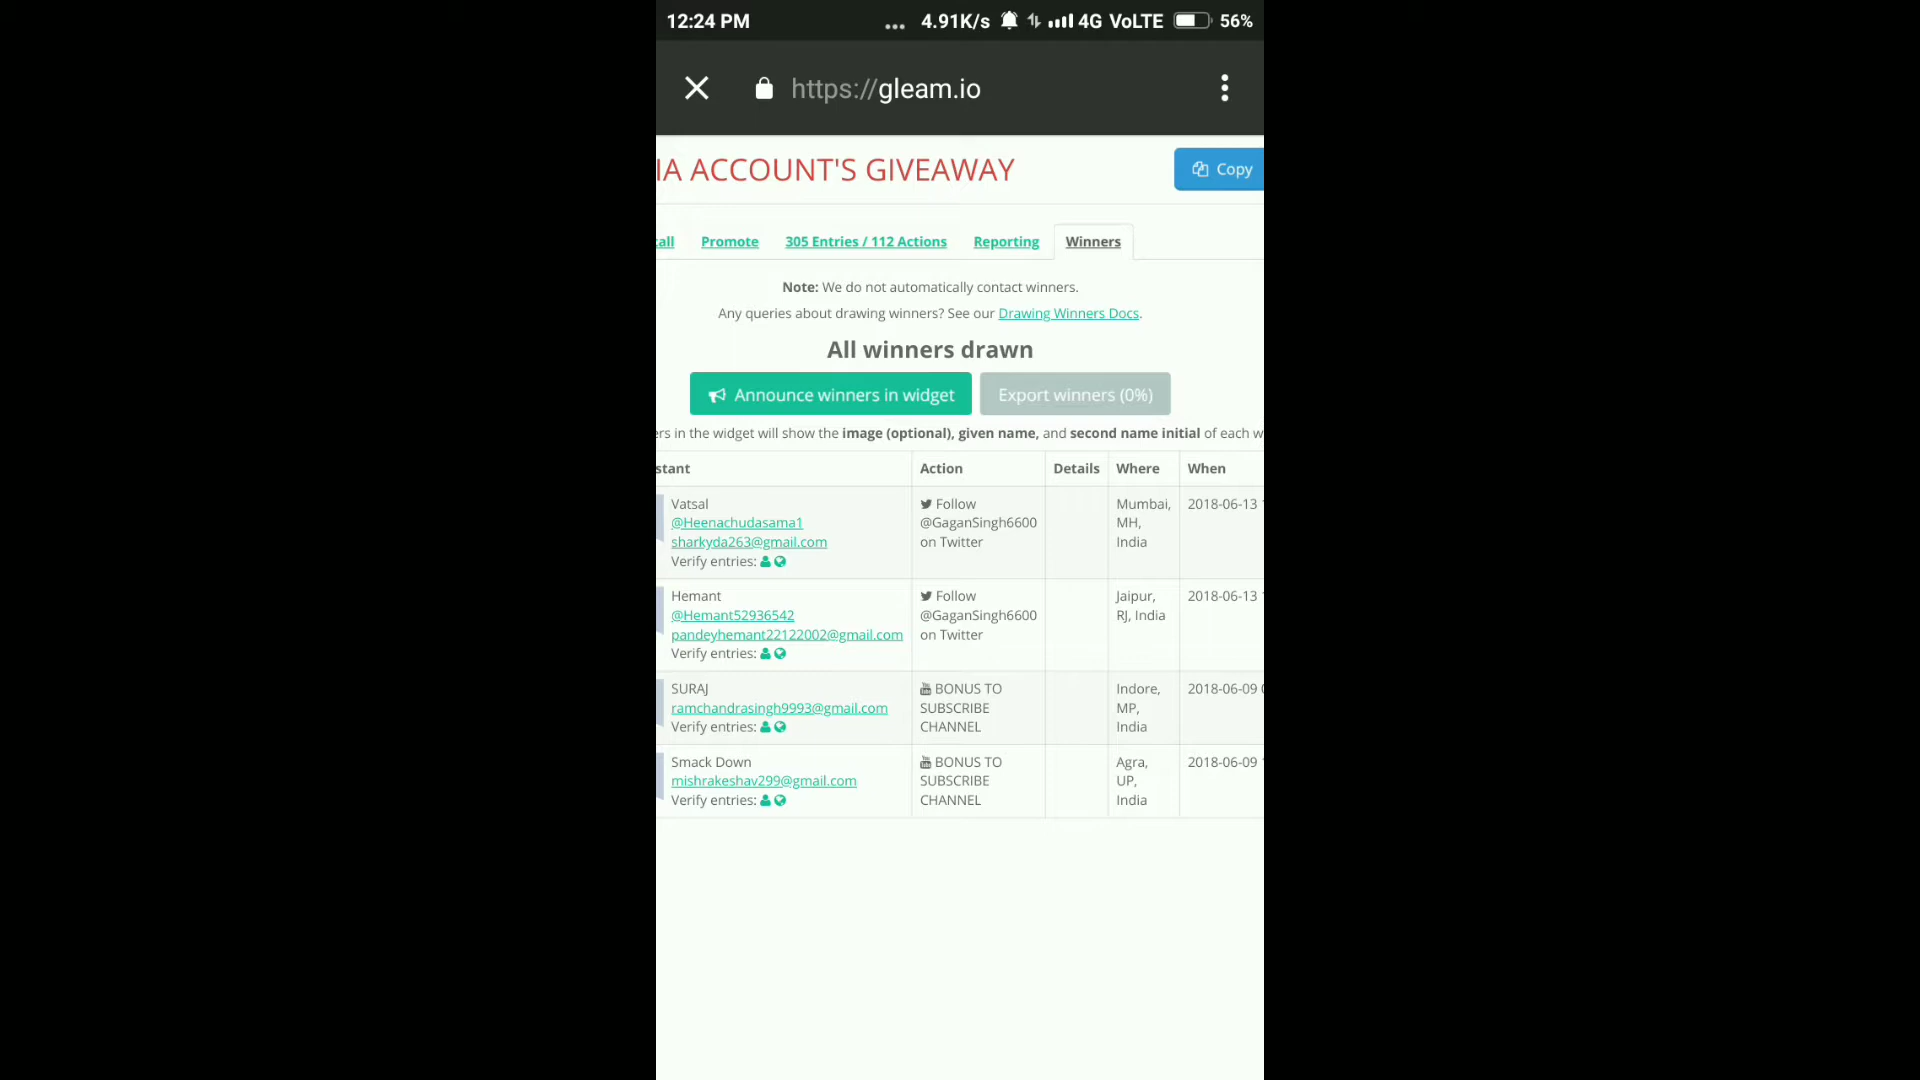 12:24 PM ... 4.91K/s 4G VoLTE 56%
https://gleam.io
IA ACCOUNT'S GIVEAWAY Copy
all Promote 305 Entries / 112 Actions Reporting Winners
Note: We do not automatically contact winners.
Any queries about drawing winners? See our Drawing Winners Docs.
All winners drawn
Announce winners in widget Export winners (0%)
ers in the widget will show the image (optional), given name, and second name initial of each w
stant Action Details Where When
Vatsal Follow Mumbai, 2018-06-13
@Heenachudasama1 @GaganSingh6600 MH,
sharkyda263@gmail.com on Twitter India
Verify entries:
Hemant Follow Jaipur, 2018-06-13
@Hemant52936542 @GaganSingh6600 RJ, India
pandeyhemant22122002@gmail.com on Twitter
Verify entries:
SURAJ BONUS TO Indore, 2018-06-09
ramchandrasingh9993@gmail.com SUBSCRIBE MP,
Verify entries: CHANNEL India
Smack Down BONUS TO Agra, 2018-06-09
mishrakeshav299@gmail.com SUBSCRIBE UP,
Verify entries: CHANNEL India